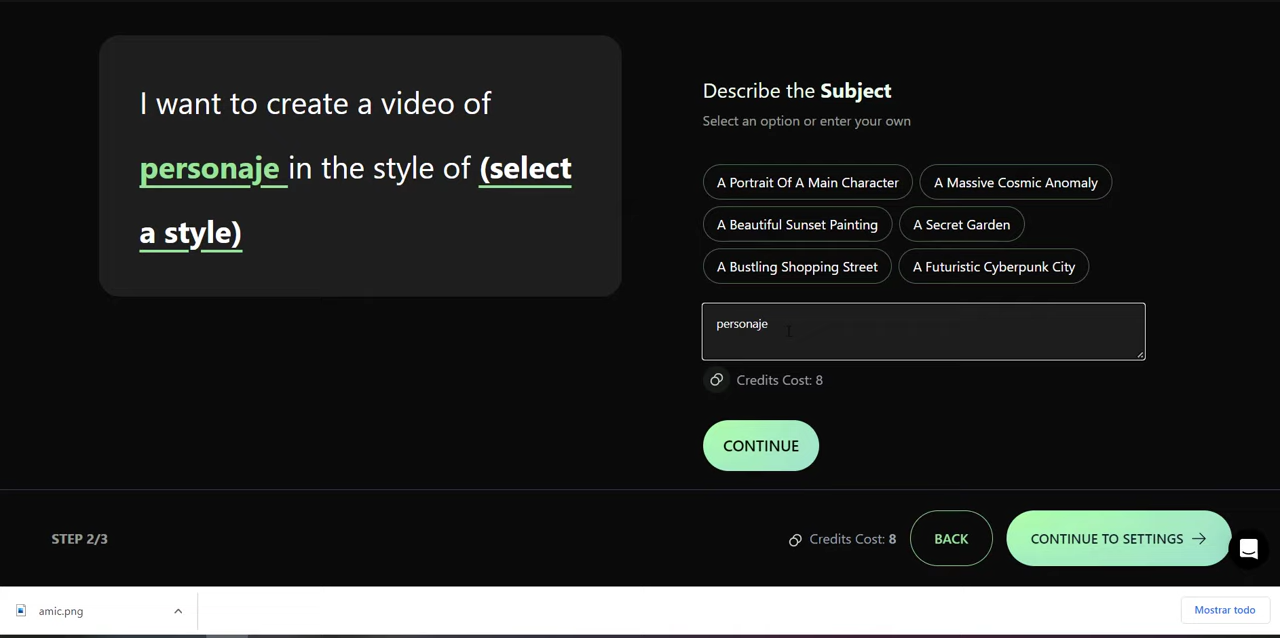 I want to create a video of
personaje in the style of (select
a style)
Describe the Subject
Select an option or enter your own
A Portrait Of A Main Character
A Massive Cosmic Anomaly
A Beautiful Sunset Painting
A Secret Garden
A Bustling Shopping Street
A Futuristic Cyberpunk City
personaje
Credits Cost: 8
CONTINUE
STEP 2/3
Credits Cost: 8
BACK
CONTINUE TO SETTINGS →
amic.png
Mostrar todo